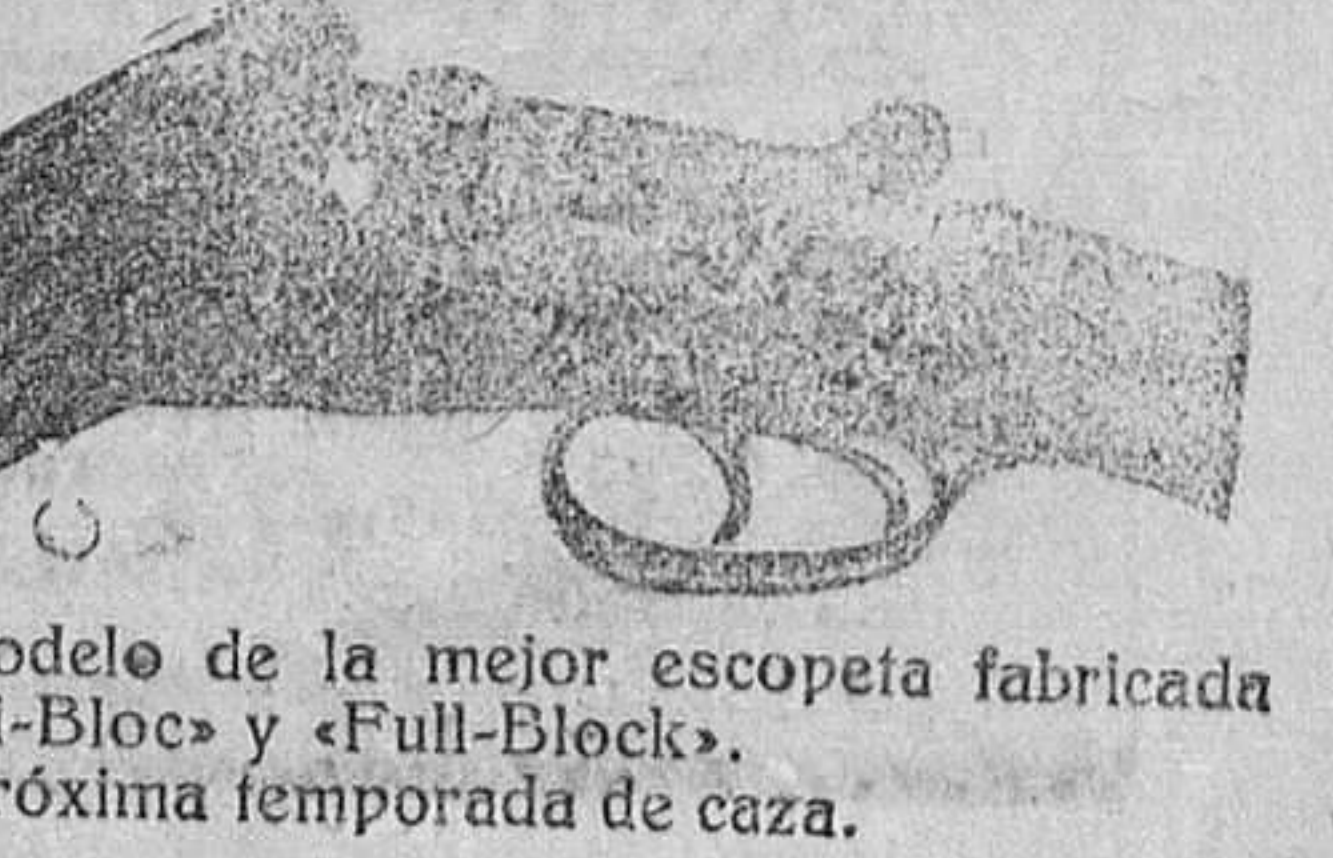 odelo de la mejor escopeta fabricada
l-Bloc» y «Full-Block».
róxima temporada de caza.